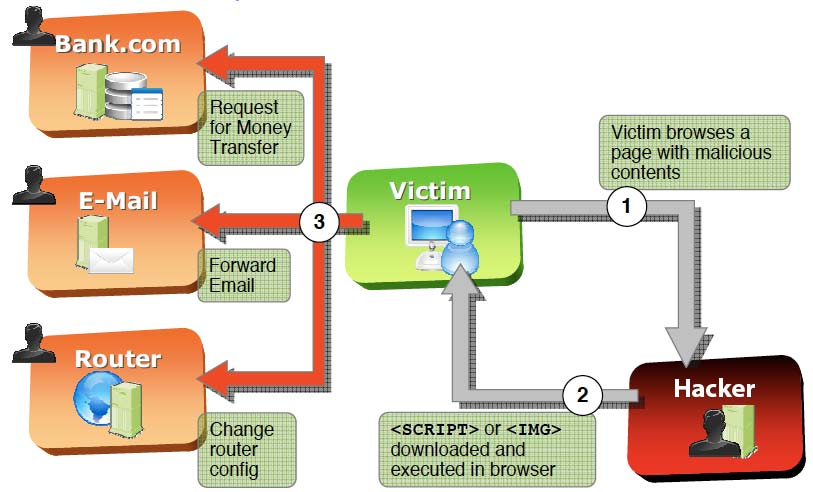 Bank.com
Request
for Money
Transfer
E-Mail
Forward
Email
Router
Change
router
config
3
Victim
Victim browses a
page with malicious
contents
1
Hacker
2
<SCRIPT> or <IMG>
downloaded and
executed in browser